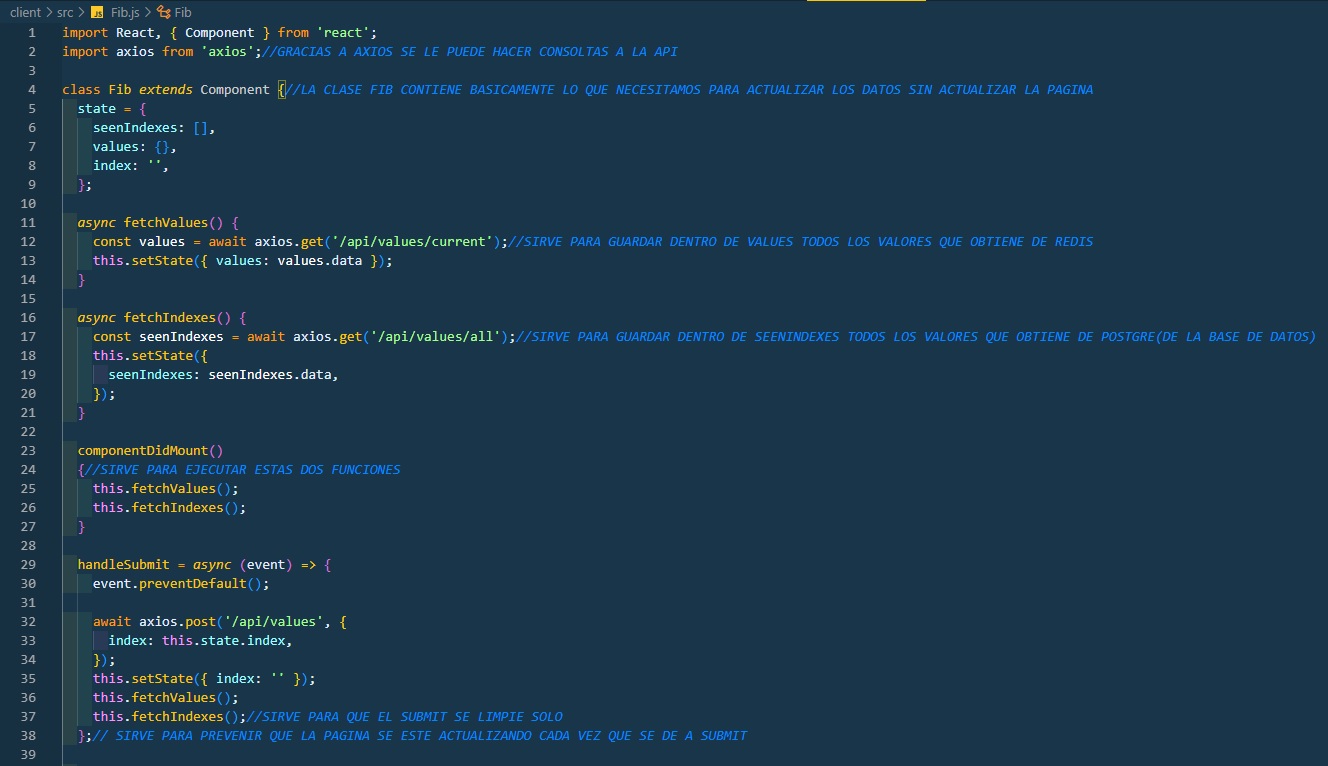 client > src > JS Fib.js > Fib
1 import React, { Component } from 'react';
2 import axios from 'axios';//GRACIAS A AXIOS SE LE PUEDE HACER CONSOLTAS A LA API
3
4 class Fib extends Component {//LA CLASE FIB CONTIENE BASICAMENTE LO QUE NECESITAMOS PARA ACTUALIZAR LOS DATOS SIN ACTUALIZAR LA PAGINA
5   state = {
6     seenIndexes: [],
7     values: {},
8     index: '',
9   };
10
11   async fetchValues() {
12     const values = await axios.get('/api/values/current');//SIRVE PARA GUARDAR DENTRO DE VALUES TODOS LOS VALORES QUE OBTIENE DE REDIS
13     this.setState({ values: values.data });
14   }
15
16   async fetchIndexes() {
17     const seenIndexes = await axios.get('/api/values/all');//SIRVE PARA GUARDAR DENTRO DE SEENINDEXES TODOS LOS VALORES QUE OBTIENE DE POSTGRE(DE LA BASE DE DATOS)
18     this.setState({
19       seenIndexes: seenIndexes.data,
20     });
21   }
22
23   componentDidMount()
24   {//SIRVE PARA EJECUTAR ESTAS DOS FUNCIONES
25     this.fetchValues();
26     this.fetchIndexes();
27   }
28
29   handleSubmit = async (event) => {
30     event.preventDefault();
31
32     await axios.post('/api/values', {
33       index: this.state.index,
34     });
35     this.setState({ index: '' });
36     this.fetchValues();
37     this.fetchIndexes();//SIRVE PARA QUE EL SUBMIT SE LIMPIE SOLO
38   };// SIRVE PARA PREVENIR QUE LA PAGINA SE ESTE ACTUALIZANDO CADA VEZ QUE SE DE A SUBMIT
39